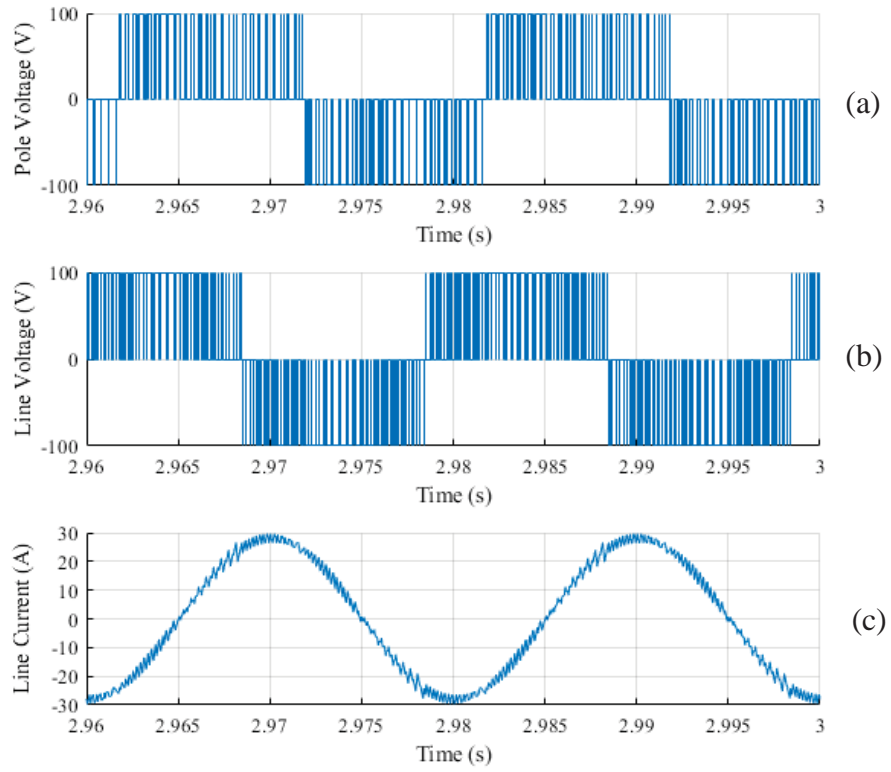 Pole Voltage (V)
100
0
-100
2.96 2.965 2.97 2.975 2.98 2.985 2.99 2.995 3
Time (s)
(a)
Line Voltage (V)
100
0
-100
2.96 2.965 2.97 2.975 2.98 2.985 2.99 2.995 3
Time (s)
(b)
Line Current (A)
30
20
10
0
-10
-20
-30
2.96 2.965 2.97 2.975 2.98 2.985 2.99 2.995 3
Time (s)
(c)